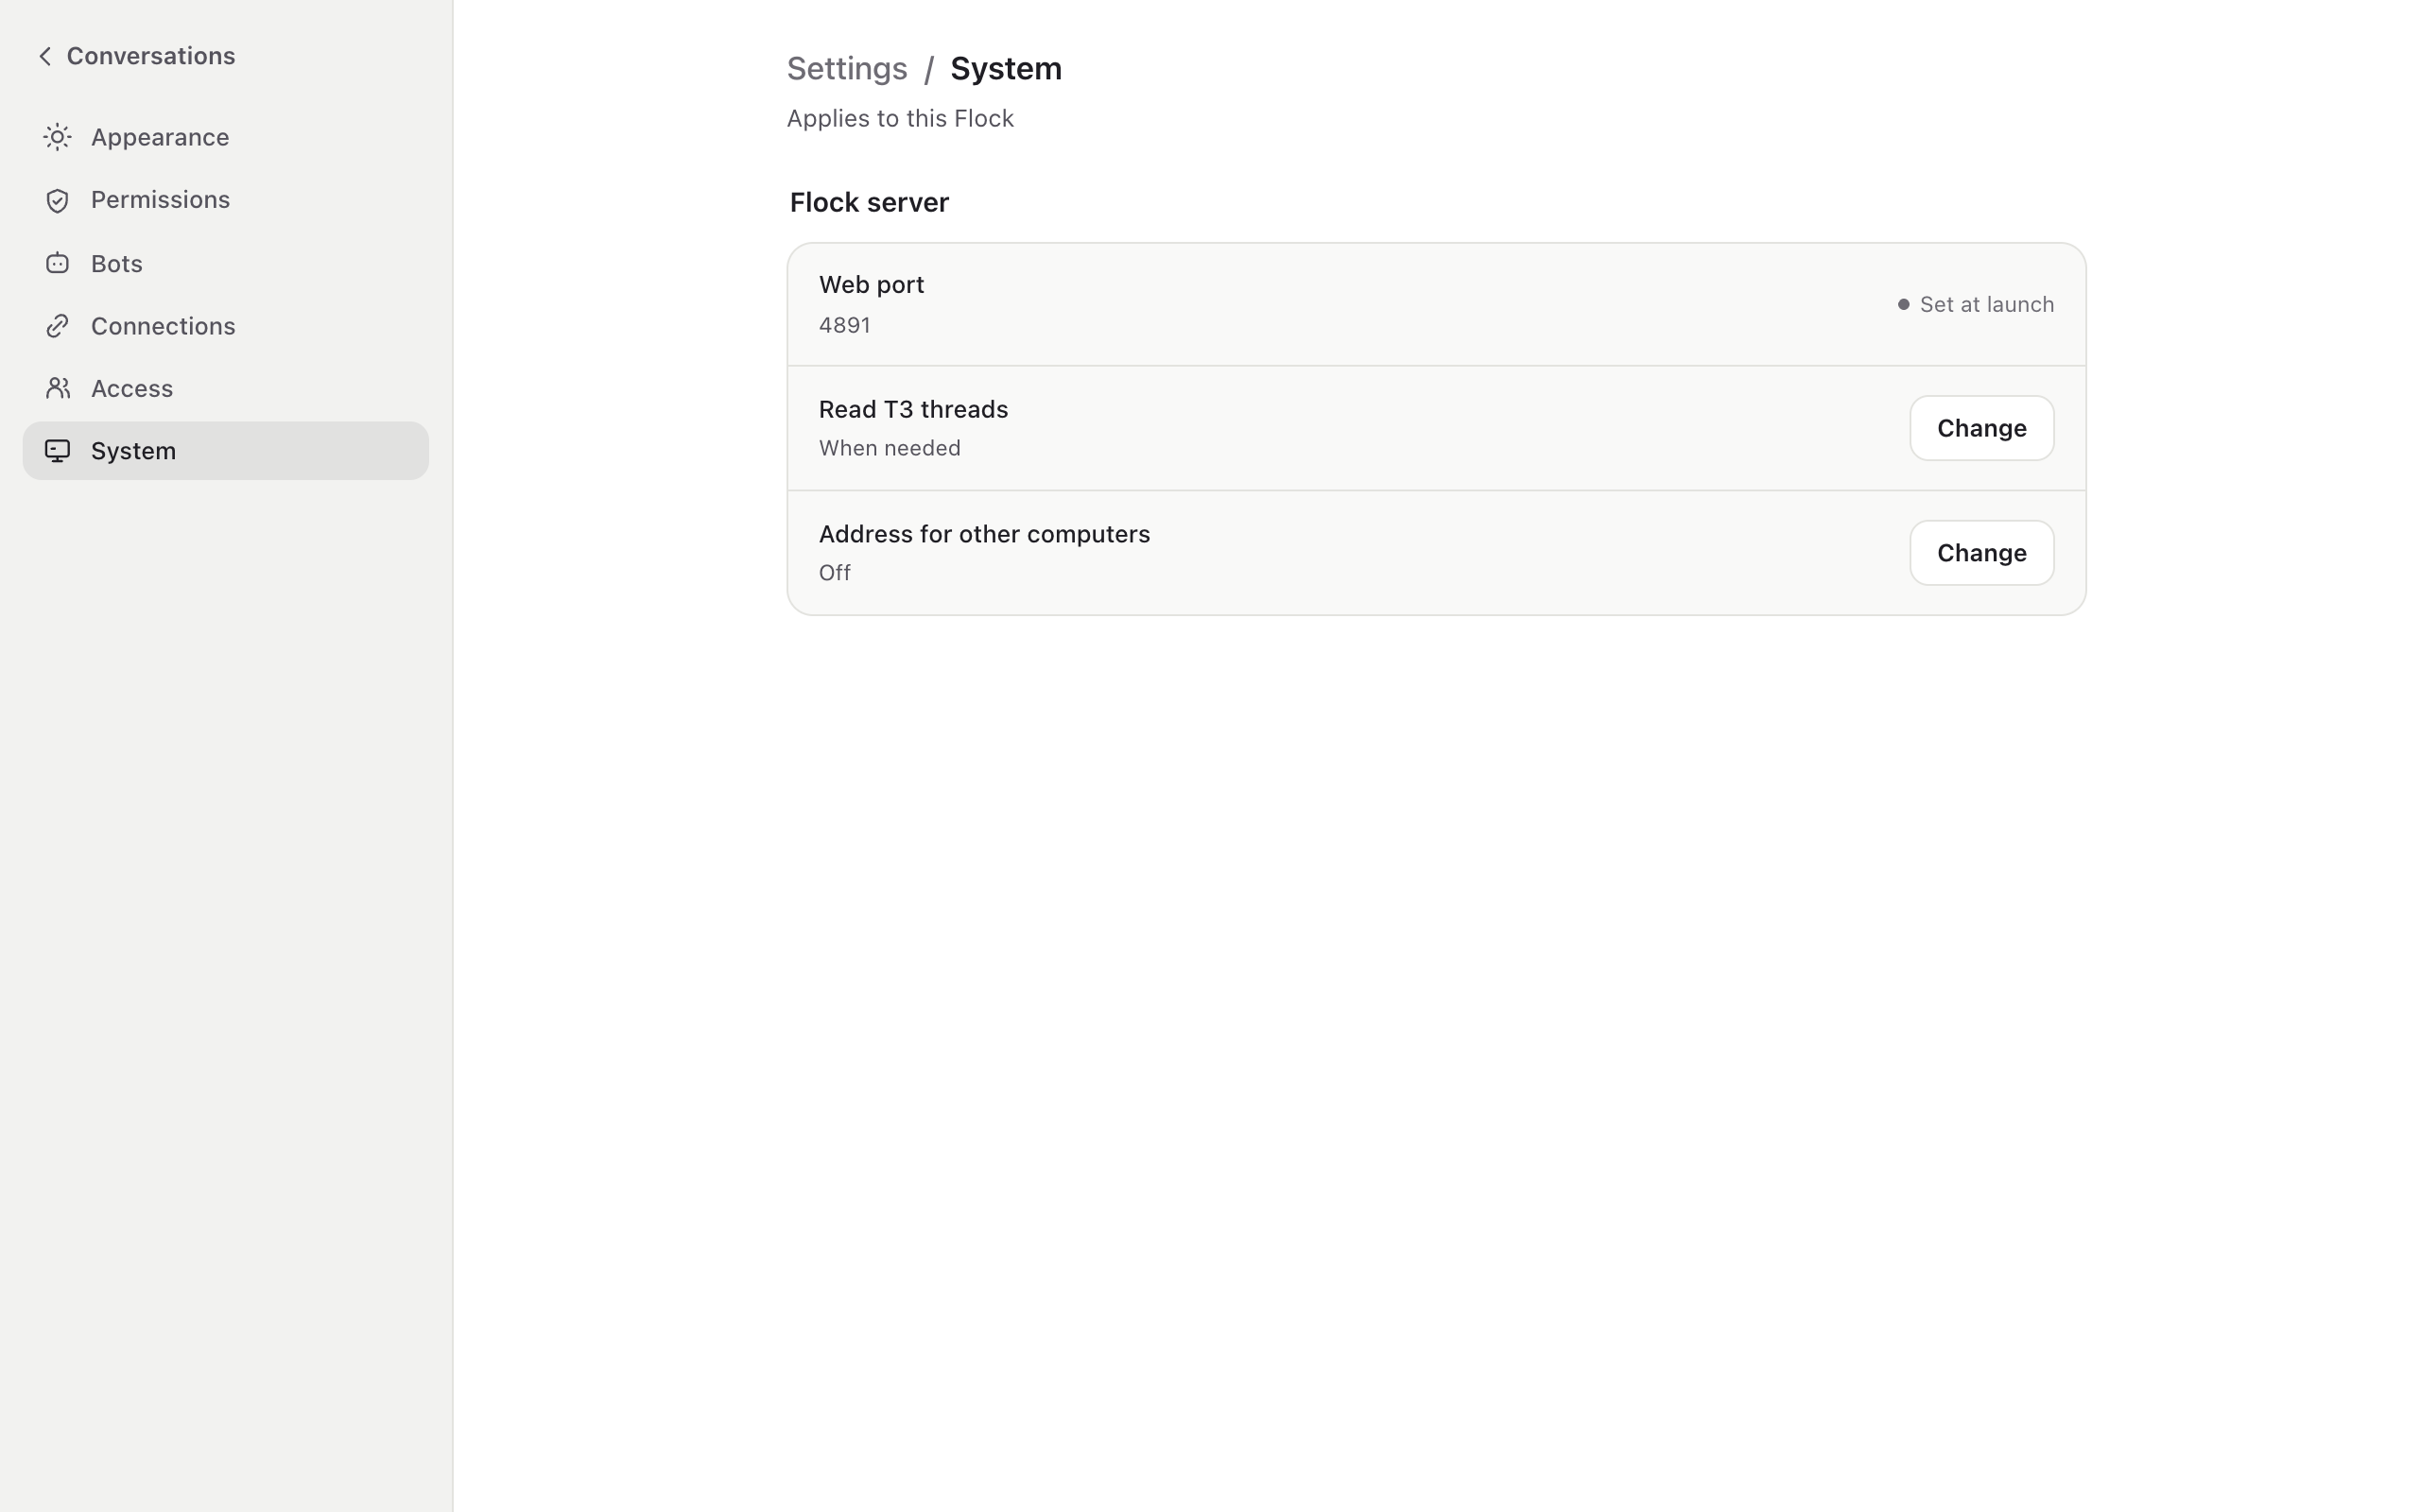 Conversations
Appearance
Permissions
Bots
Connections
Access
System
Settings / System
Applies to this Flock
Flock server
Web port
4891
Set at launch
Read T3 threads
When needed
Change
Address for other computers
Off
Change